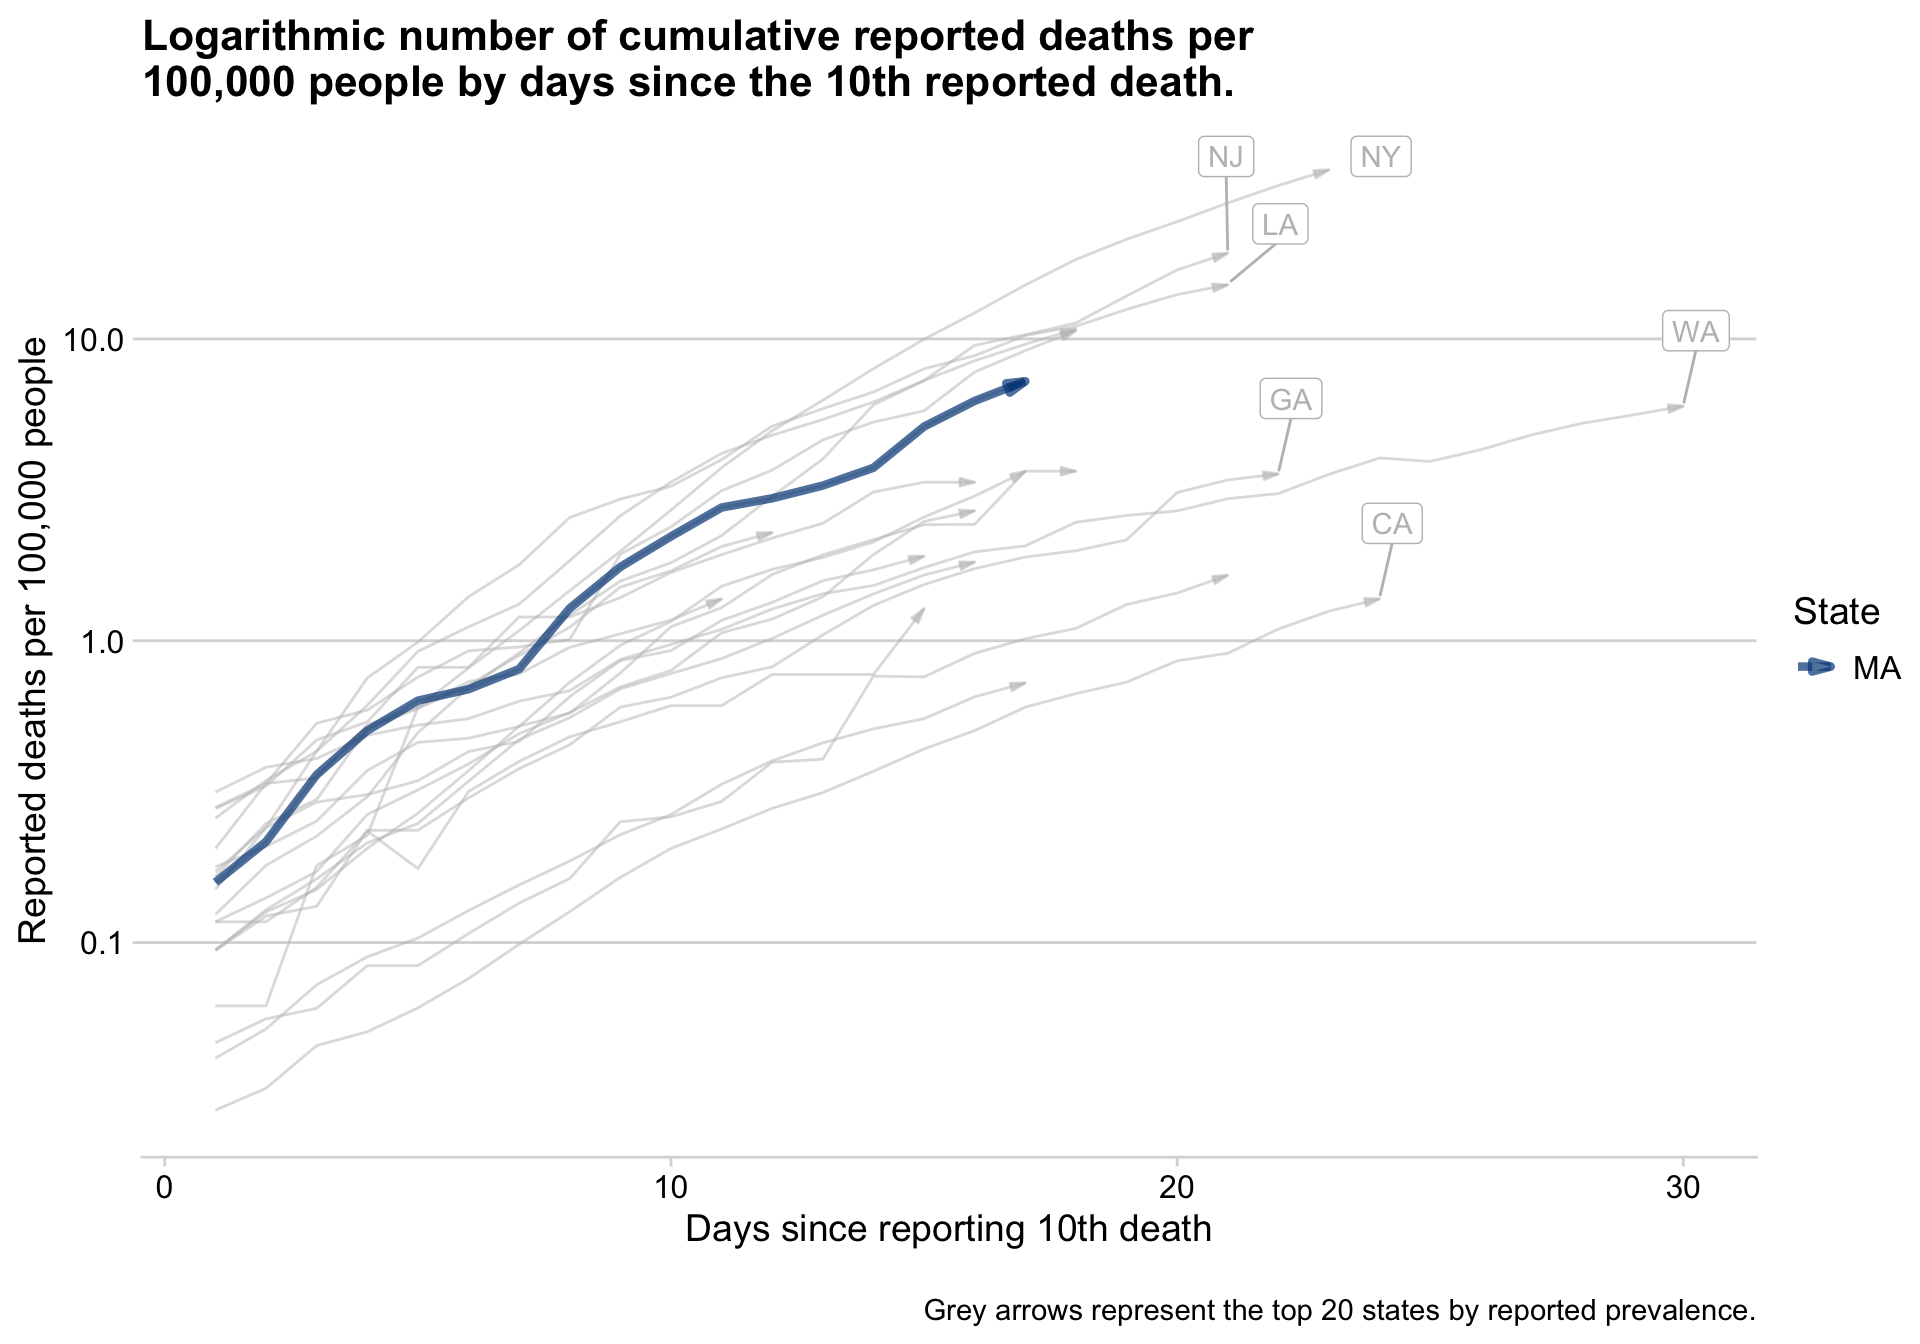 Logarithmic number of cumulative reported deaths per
100,000 people by days since the 10th reported death.
NJ
NY
LA
WA
GA
CA
Reported deaths per 100,000 people
10.0
1.0
0.1
State
MA
0
10
20
30
Days since reporting 10th death
Grey arrows represent the top 20 states by reported prevalence.